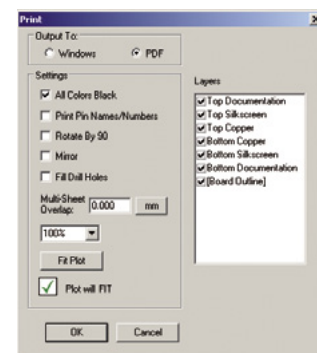 Print
Output To:
Windows PDF
Settings
All Colors Black
Print Pin Names/Numbers
Rotate By 90
Mirror
Fill Drill Holes
Multi-Sheet
Overlap: 0.000 mm
100%
Fit Plot
Plot will FIT
Layers
Top Documentation
Top Silkscreen
Top Copper
Bottom Copper
Bottom Silkscreen
Bottom Documentation
[Board Outline]
OK Cancel